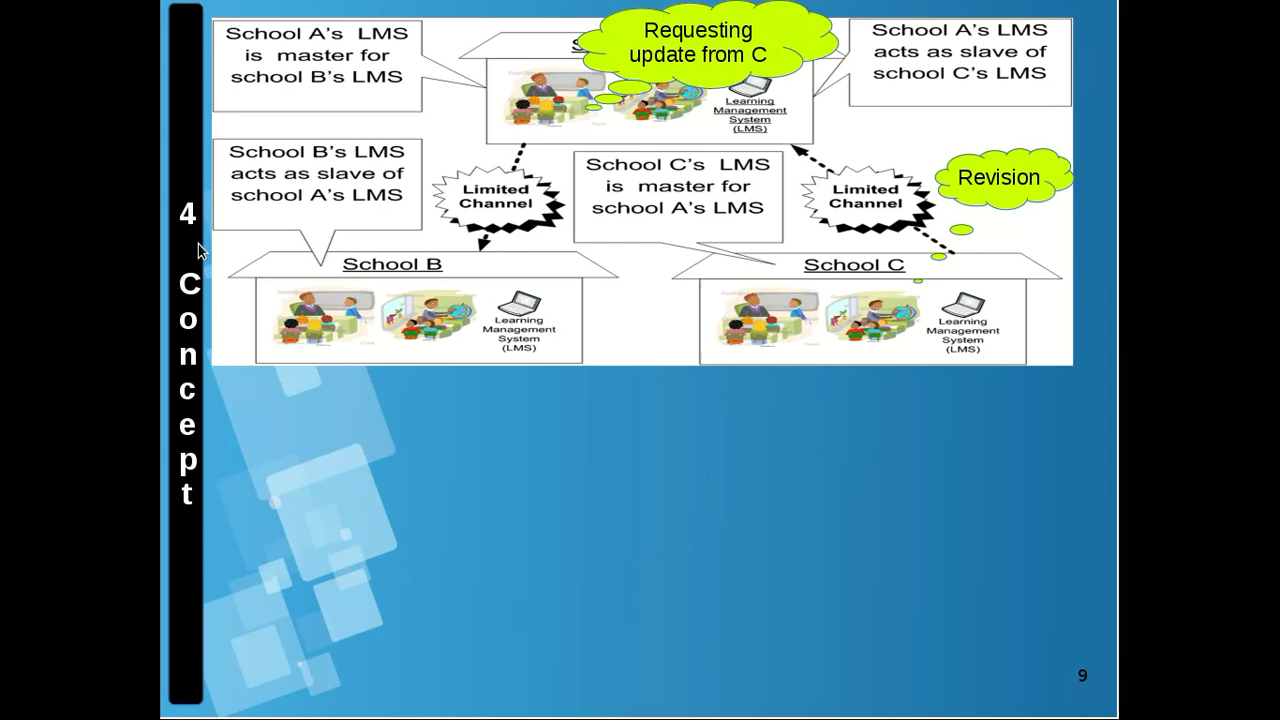 School A's LMS
is master for
school B's LMS
Requesting
update from C
School A's LMS
acts as slave of
school C's LMS
Learning
Management
System
(LMS)
School B's LMS
acts as slave of
school A's LMS
Limited
Channel
School C's LMS
is master for
school A's LMS
Limited
Channel
Revision
4
C
o
n
c
e
p
t
School B
Learning
Management
System
(LMS)
School C
Learning
Management
System
(LMS)
9